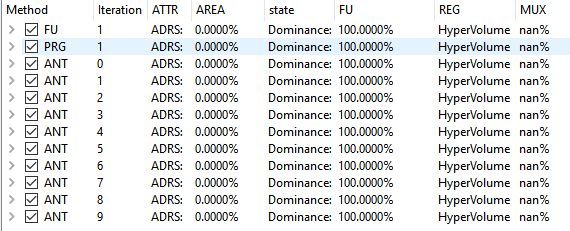 Method Iteration ATTR AREA state FU REG MUX
FU 1 ADRS: 0.0000% Dominance: 100.0000% HyperVolume nan%
PRG 1 ADRS: 0.0000% Dominance: 100.0000% HyperVolume nan%
ANT 0 ADRS: 0.0000% Dominance: 100.0000% HyperVolume nan%
ANT 1 ADRS: 0.0000% Dominance: 100.0000% HyperVolume nan%
ANT 2 ADRS: 0.0000% Dominance: 100.0000% HyperVolume nan%
ANT 3 ADRS: 0.0000% Dominance: 100.0000% HyperVolume nan%
ANT 4 ADRS: 0.0000% Dominance: 100.0000% HyperVolume nan%
ANT 5 ADRS: 0.0000% Dominance: 100.0000% HyperVolume nan%
ANT 6 ADRS: 0.0000% Dominance: 100.0000% HyperVolume nan%
ANT 7 ADRS: 0.0000% Dominance: 100.0000% HyperVolume nan%
ANT 8 ADRS: 0.0000% Dominance: 100.0000% HyperVolume nan%
ANT 9 ADRS: 0.0000% Dominance: 100.0000% HyperVolume nan%